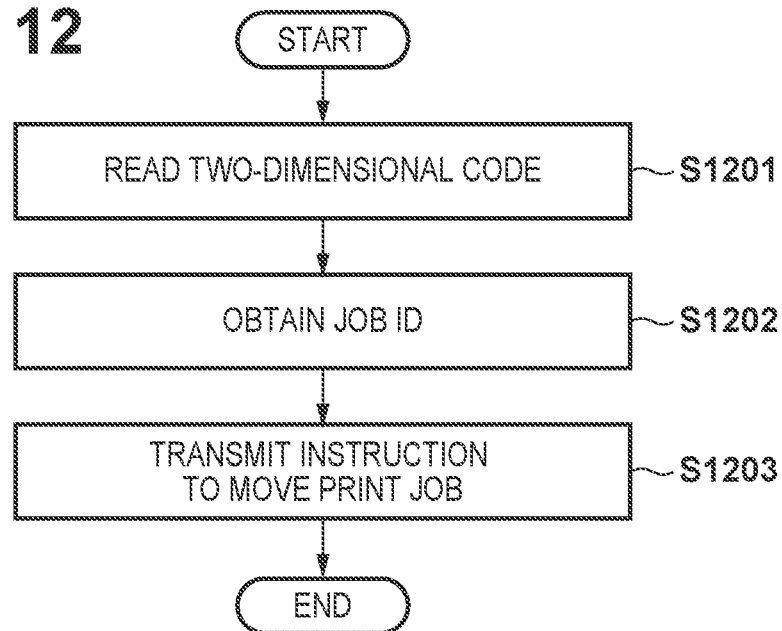 12
START
READ TWO-DIMENSIONAL CODE
S1201
OBTAIN JOB ID
S1202
TRANSMIT INSTRUCTION
TO MOVE PRINT JOB
S1203
END